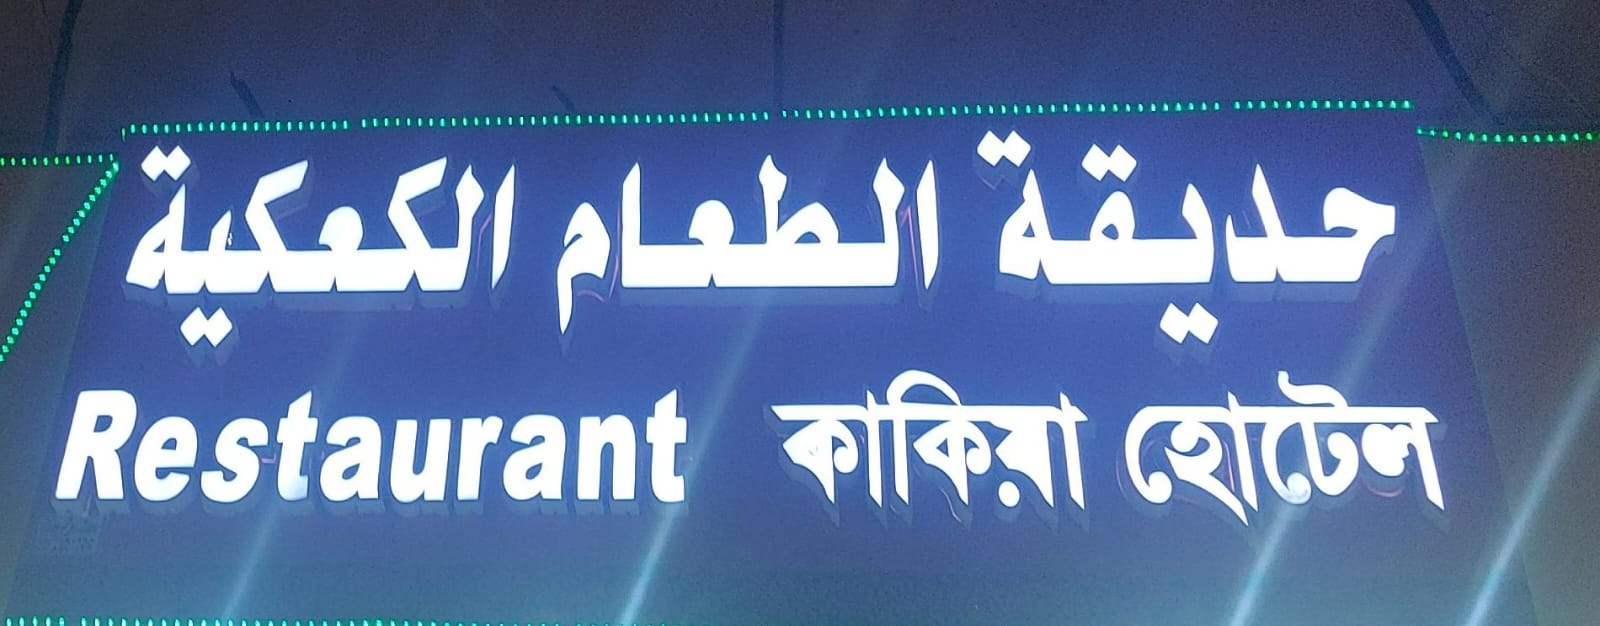 حديقة الطعام الكعكية
Restaurant কাকিয়া হোটেল